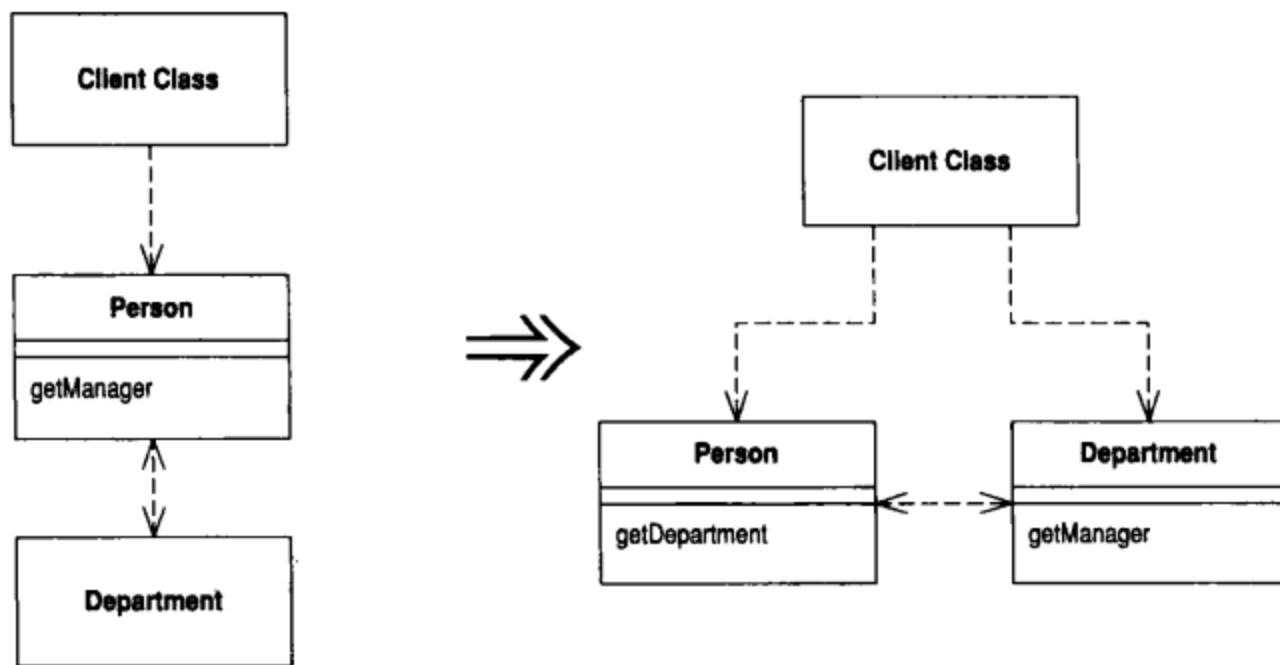 Client Class
Person
getManager
Department
Client Class
Person
getDepartment
Department
getManager